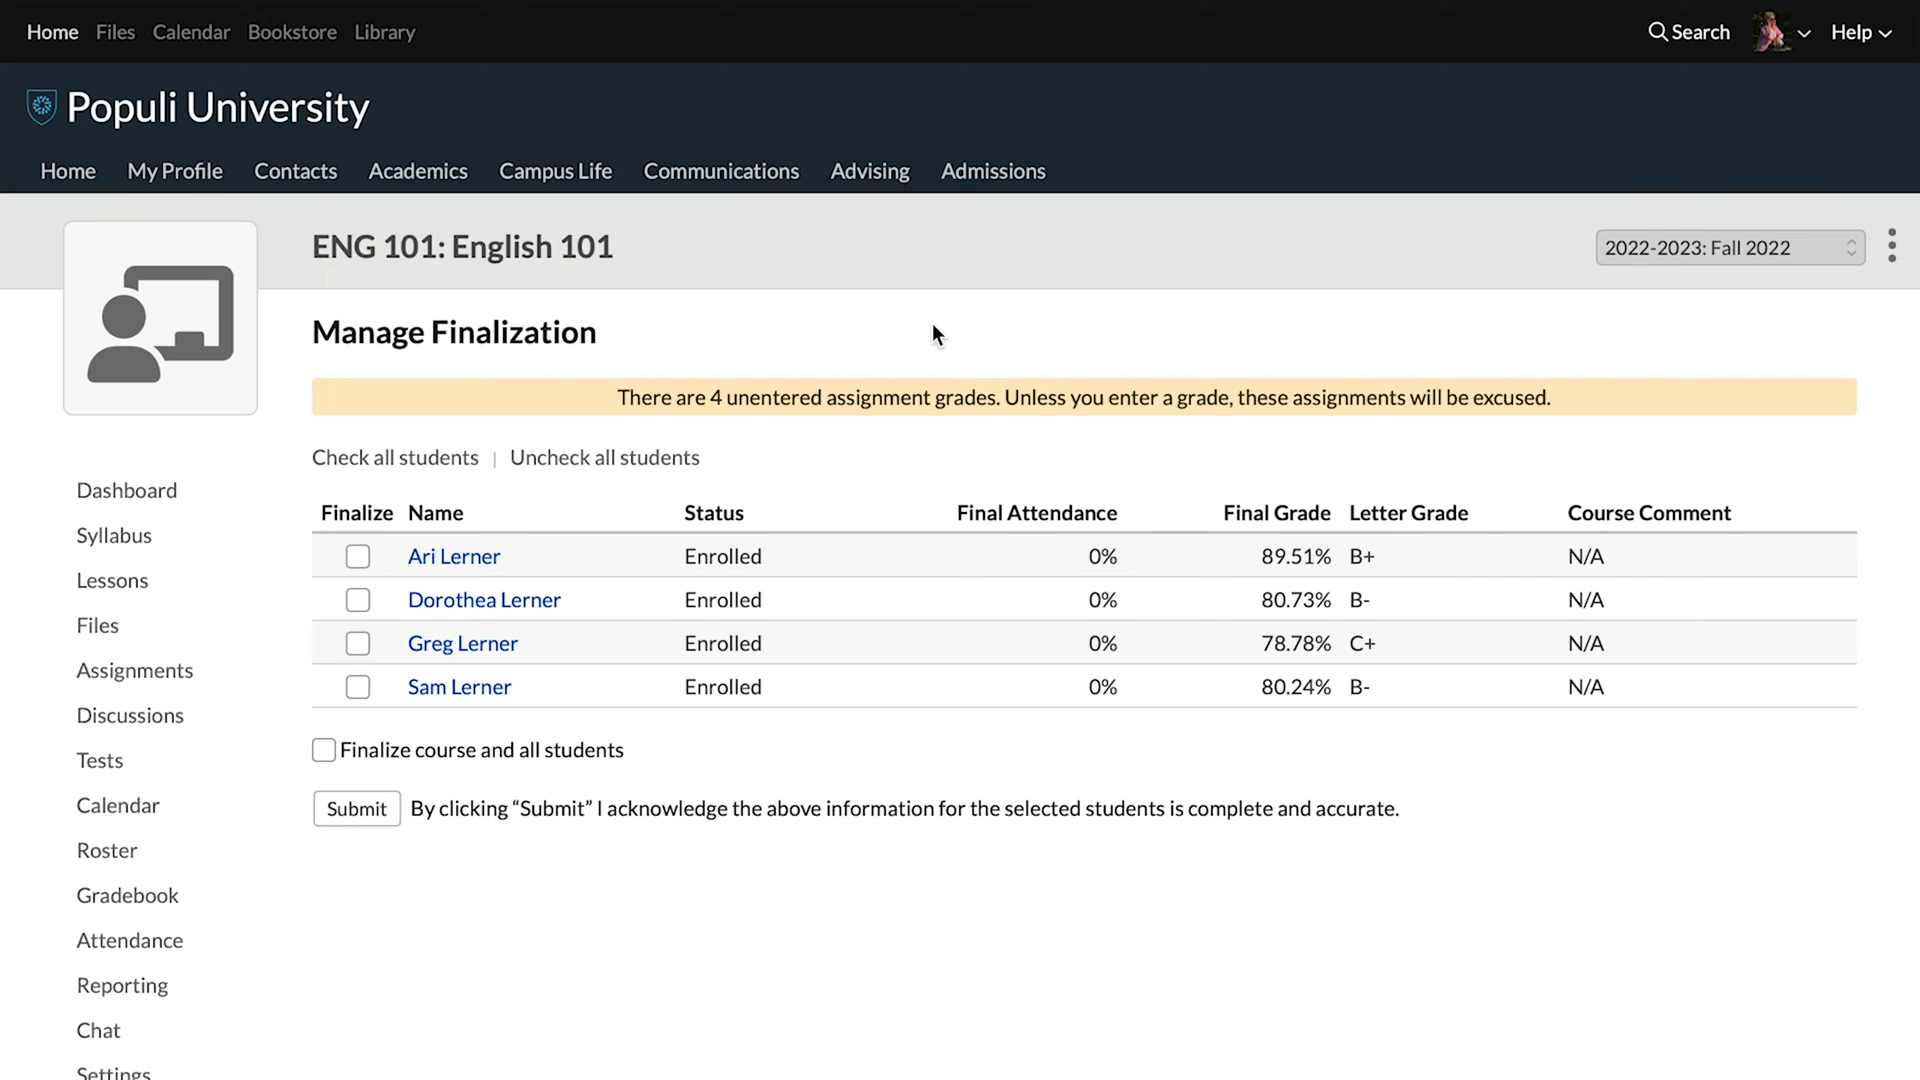 Home Files Calendar Bookstore Library Search Help
Populi University
Home My Profile Contacts Academics Campus Life Communications Advising Admissions
ENG 101: English 101
2022-2023: Fall 2022
Manage Finalization
There are 4 unentered assignment grades. Unless you enter a grade, these assignments will be excused.
Check all students | Uncheck all students
Finalize Name Status Final Attendance Final Grade Letter Grade Course Comment
Ari Lerner Enrolled 0% 89.51% B+ N/A
Dorothea Lerner Enrolled 0% 80.73% B- N/A
Greg Lerner Enrolled 0% 78.78% C+ N/A
Sam Lerner Enrolled 0% 80.24% B- N/A
Finalize course and all students
Submit By clicking “Submit” I acknowledge the above information for the selected students is complete and accurate.
Dashboard
Syllabus
Lessons
Files
Assignments
Discussions
Tests
Calendar
Roster
Gradebook
Attendance
Reporting
Chat
Settings